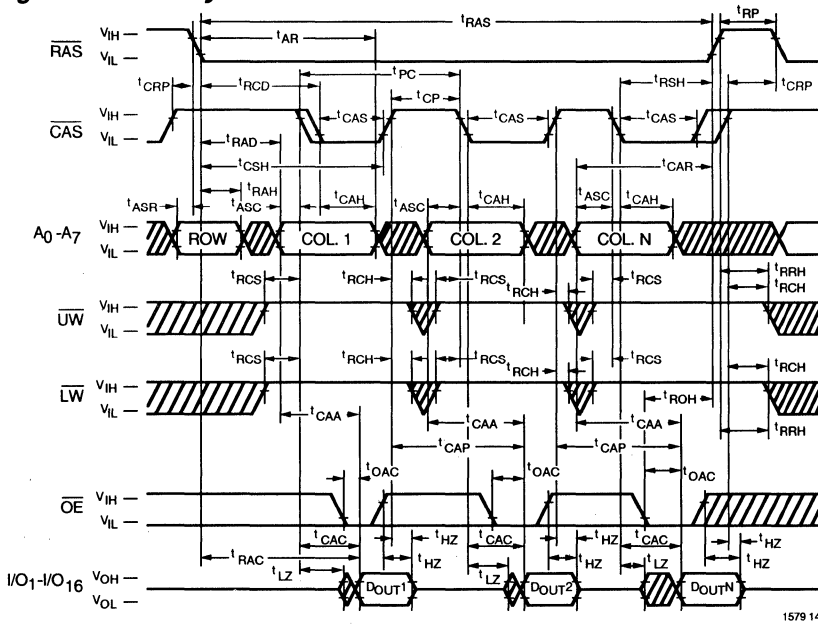 tRAS tRP
RAS VIH VIL tAR
tCRP tRCD tPC tRSH tCRP
tCP
CAS VIH VIL tCAS tCAS tCAS
tRAD
tCSH tCAR
tRAH
tASR tASC tCAH tASC tCAH tASC tCAH
A0-A7 VIH VIL ROW COL. 1 COL. 2 COL. N
tRCS tRCH tRCS tRCH tRCS tRRH
tRCH
UW VIH VIL
tRCS tRCH tRCS tRCH tRCS tRCH
LW VIH VIL tROH
tCAA tCAA tCAA tRRH
tCAP tCAP
tOAC tOAC tOAC
OE VIH VIL
tCAC tHZ tCAC tHZ tCAC tHZ
tRAC tHZ tHZ tHZ
tLZ tLZ tLZ
I/O1-I/O16 VOH VOL DOUT1 DOUT2 DOUTN
1579 14